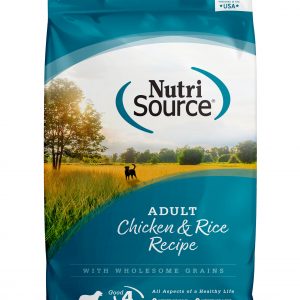 USA
Nutri
Source®
ADULT
Chicken & Rice
Recipe
WITH WHOLESOME GRAINS
Good
4
All Aspects of a Healthy Life